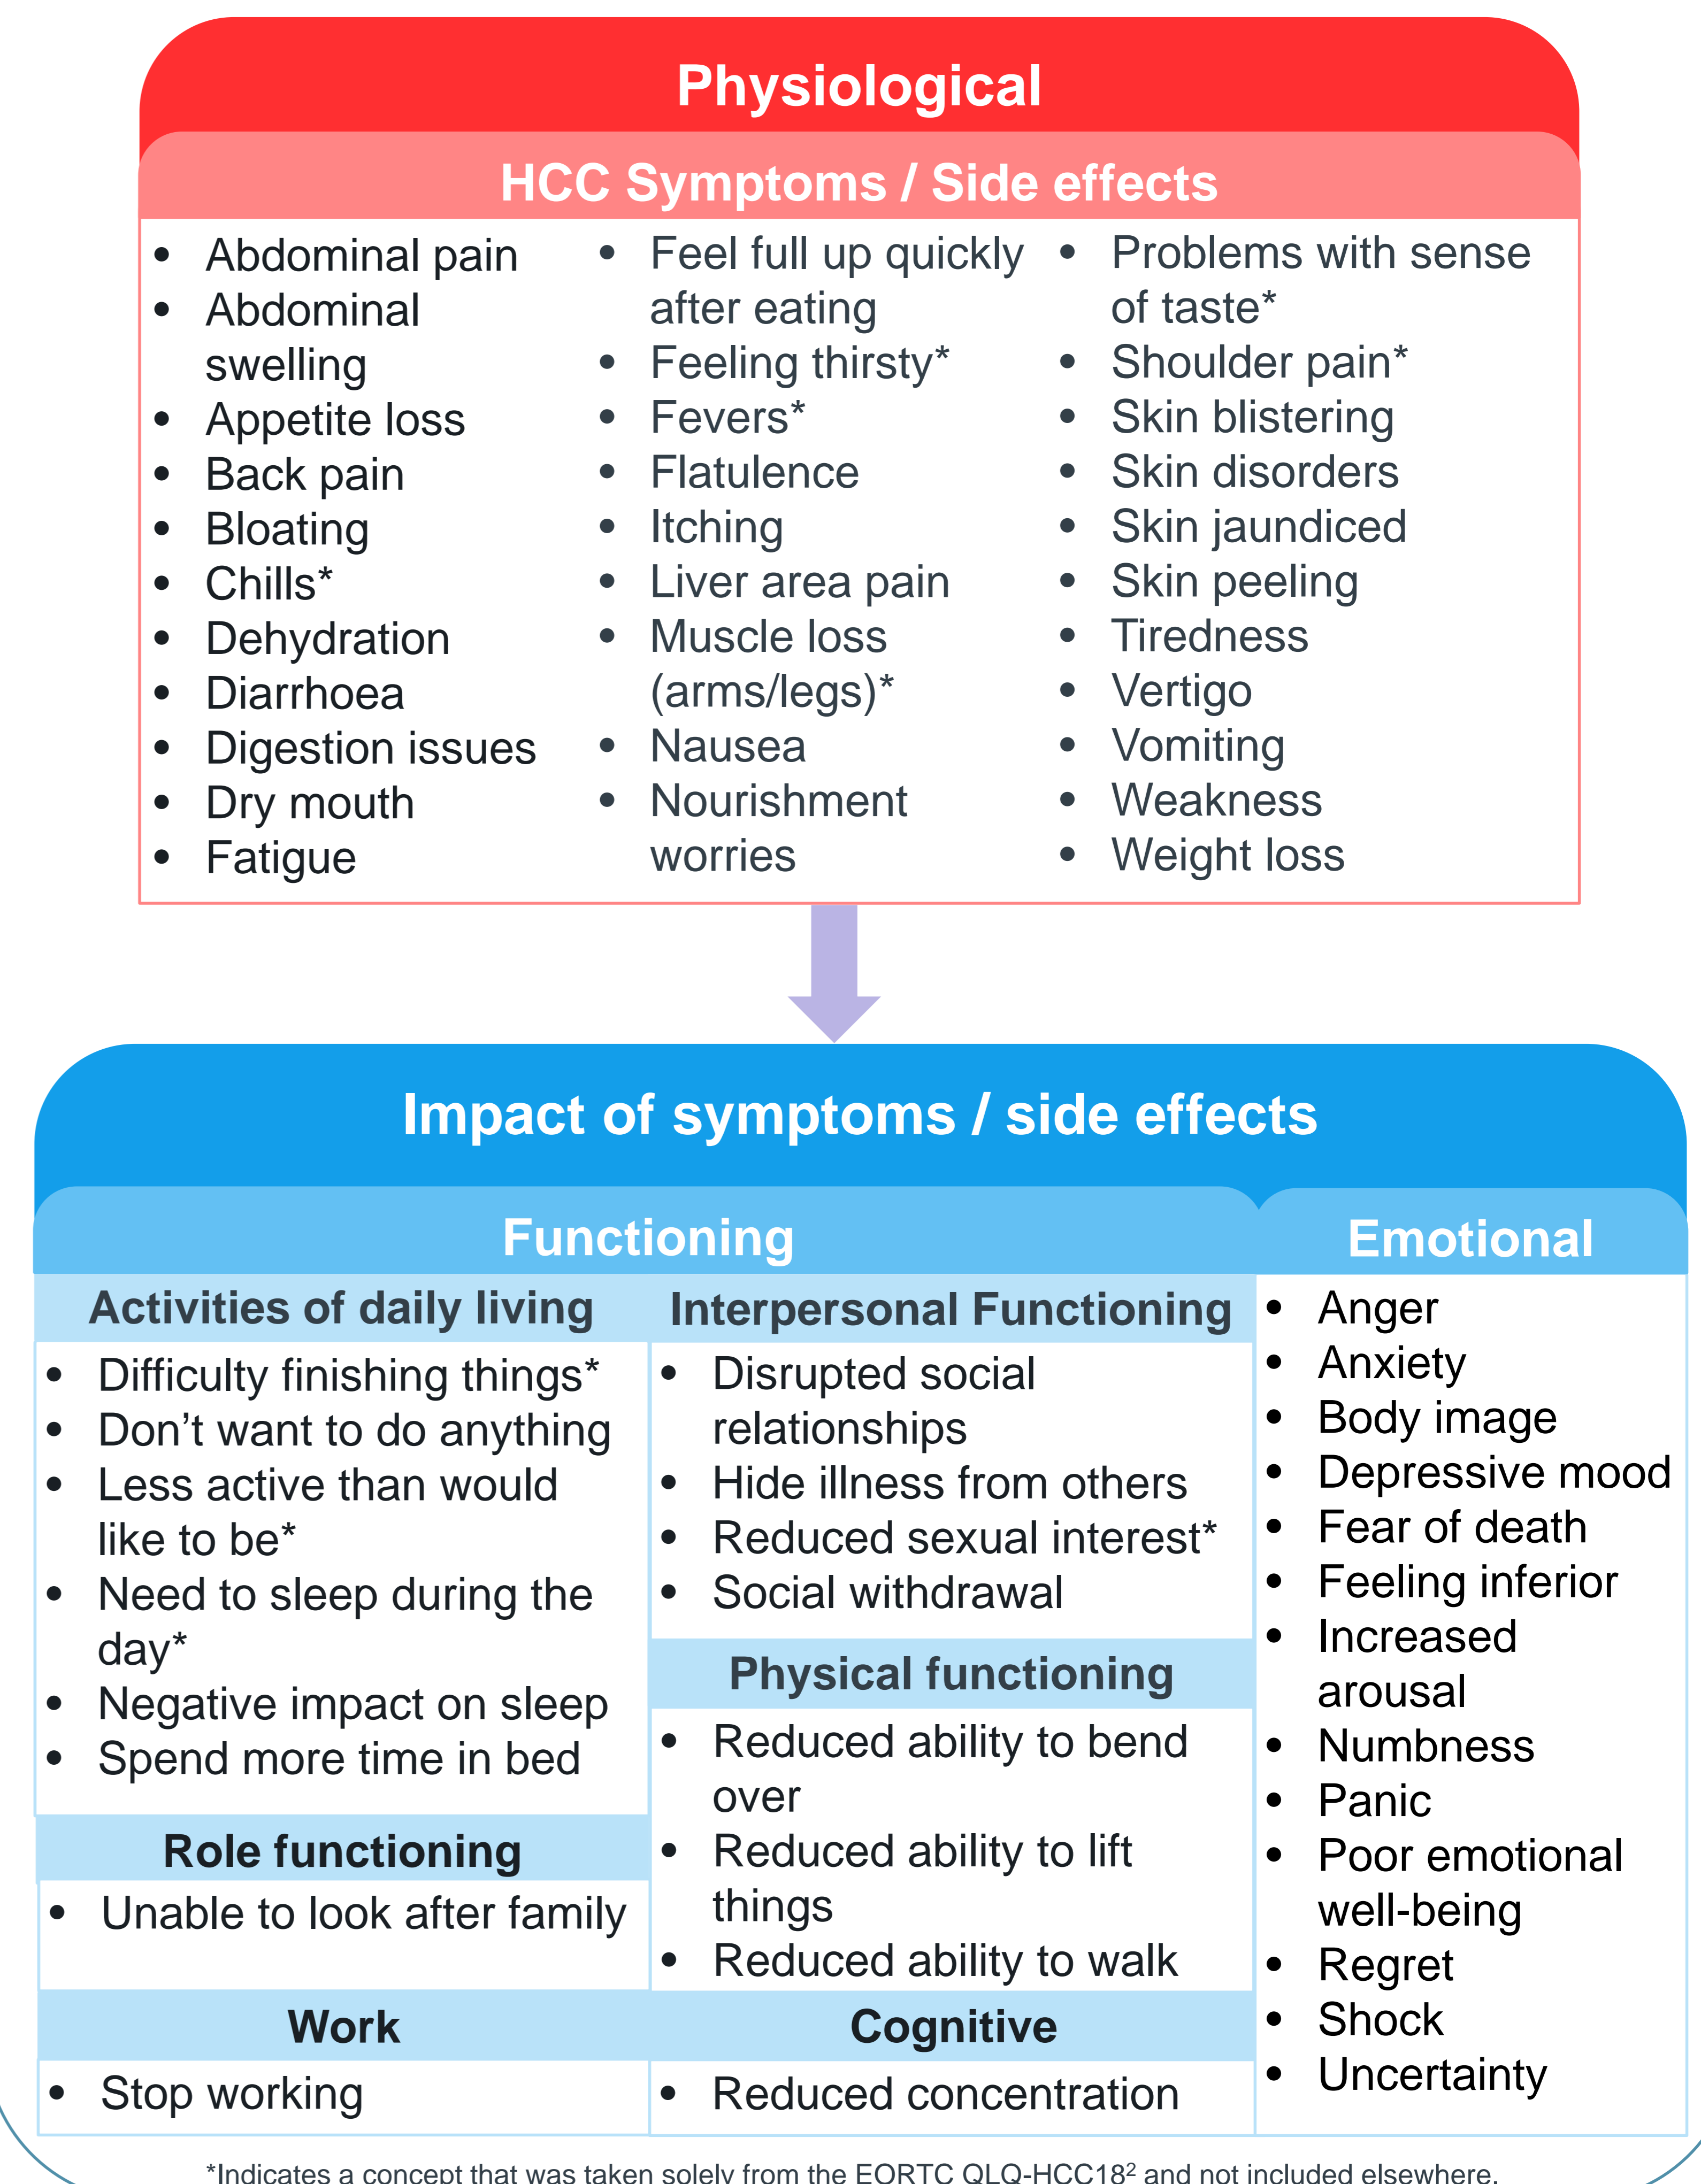 Physiological
HCC Symptoms / Side effects
• Abdominal pain
• Abdominal
swelling
• Appetite loss
• Back pain
• Bloating
• Chills*
• Dehydration
• Diarrhoea
• Digestion issues
• Dry mouth
• Fatigue
• Feel full up quickly
after eating
• Feeling thirsty*
• Fevers*
• Flatulence
• Itching
• Liver area pain
• Muscle loss
(arms/legs)*
• Nausea
• Nourishment
worries
• Problems with sense
of taste*
• Shoulder pain*
• Skin blistering
• Skin disorders
• Skin jaundiced
• Skin peeling
• Tiredness
• Vertigo
• Vomiting
• Weakness
• Weight loss
Impact of symptoms / side effects
Functioning
Activities of daily living
• Difficulty finishing things*
• Don’t want to do anything
• Less active than would
like to be*
• Need to sleep during the
day*
• Negative impact on sleep
• Spend more time in bed
Role functioning
• Unable to look after family
Work
• Stop working
Interpersonal Functioning
• Disrupted social
relationships
• Hide illness from others
• Reduced sexual interest*
• Social withdrawal
Physical functioning
• Reduced ability to bend
over
• Reduced ability to lift
things
• Reduced ability to walk
Cognitive
• Reduced concentration
Emotional
• Anger
• Anxiety
• Body image
• Depressive mood
• Fear of death
• Feeling inferior
• Increased
arousal
• Numbness
• Panic
• Poor emotional
well-being
• Regret
• Shock
• Uncertainty
*Indicates a concept that was taken solely from the EORTC QLQ-HCC18² and not included elsewhere.